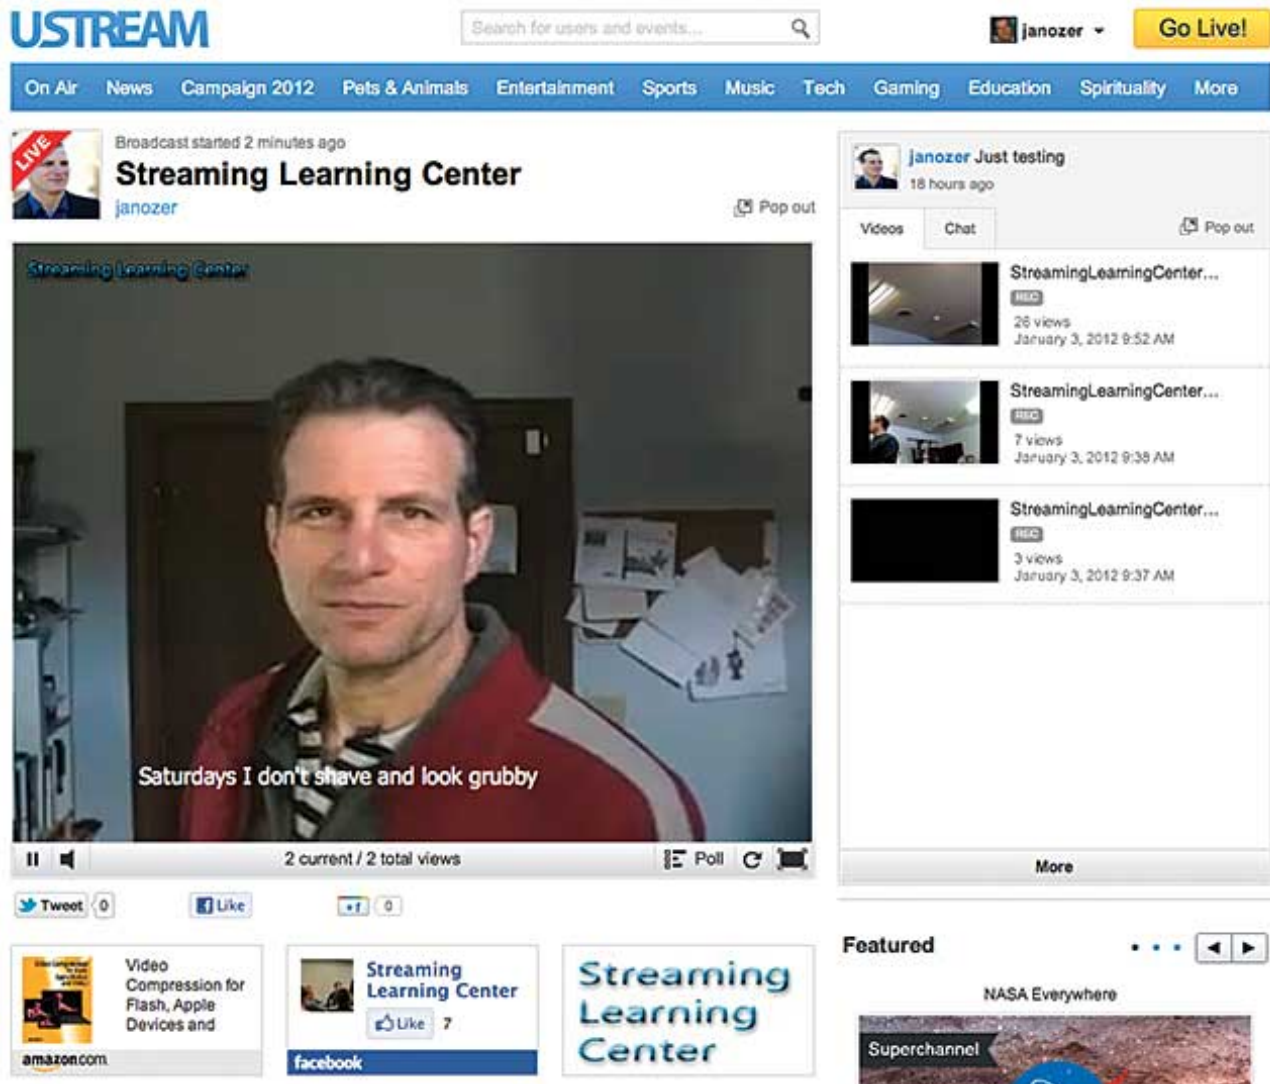 USTREAM
Search for users and events...
janozer
Go Live!
On Air News Campaign 2012 Pets & Animals Entertainment Sports Music Tech Gaming Education Spirituality More
LIVE
Broadcast started 2 minutes ago
Streaming Learning Center
janozer
Pop out
Streaming Learning Center
Saturdays I don't shave and look grubby
2 current / 2 total views
Poll
Tweet 0
Like
+1 0
Video
Compression for
Flash, Apple
Devices and
amazon.com
Streaming
Learning Center
Like 7
facebook
Streaming
Learning
Center
janozer Just testing
18 hours ago
Videos
Chat
Pop out
StreamingLearningCenter...
REC
26 views
January 3, 2012 9:52 AM
StreamingLearningCenter...
REC
7 views
January 3, 2012 9:38 AM
StreamingLearningCenter...
REC
3 views
January 3, 2012 9:37 AM
More
Featured
NASA Everywhere
Superchannel